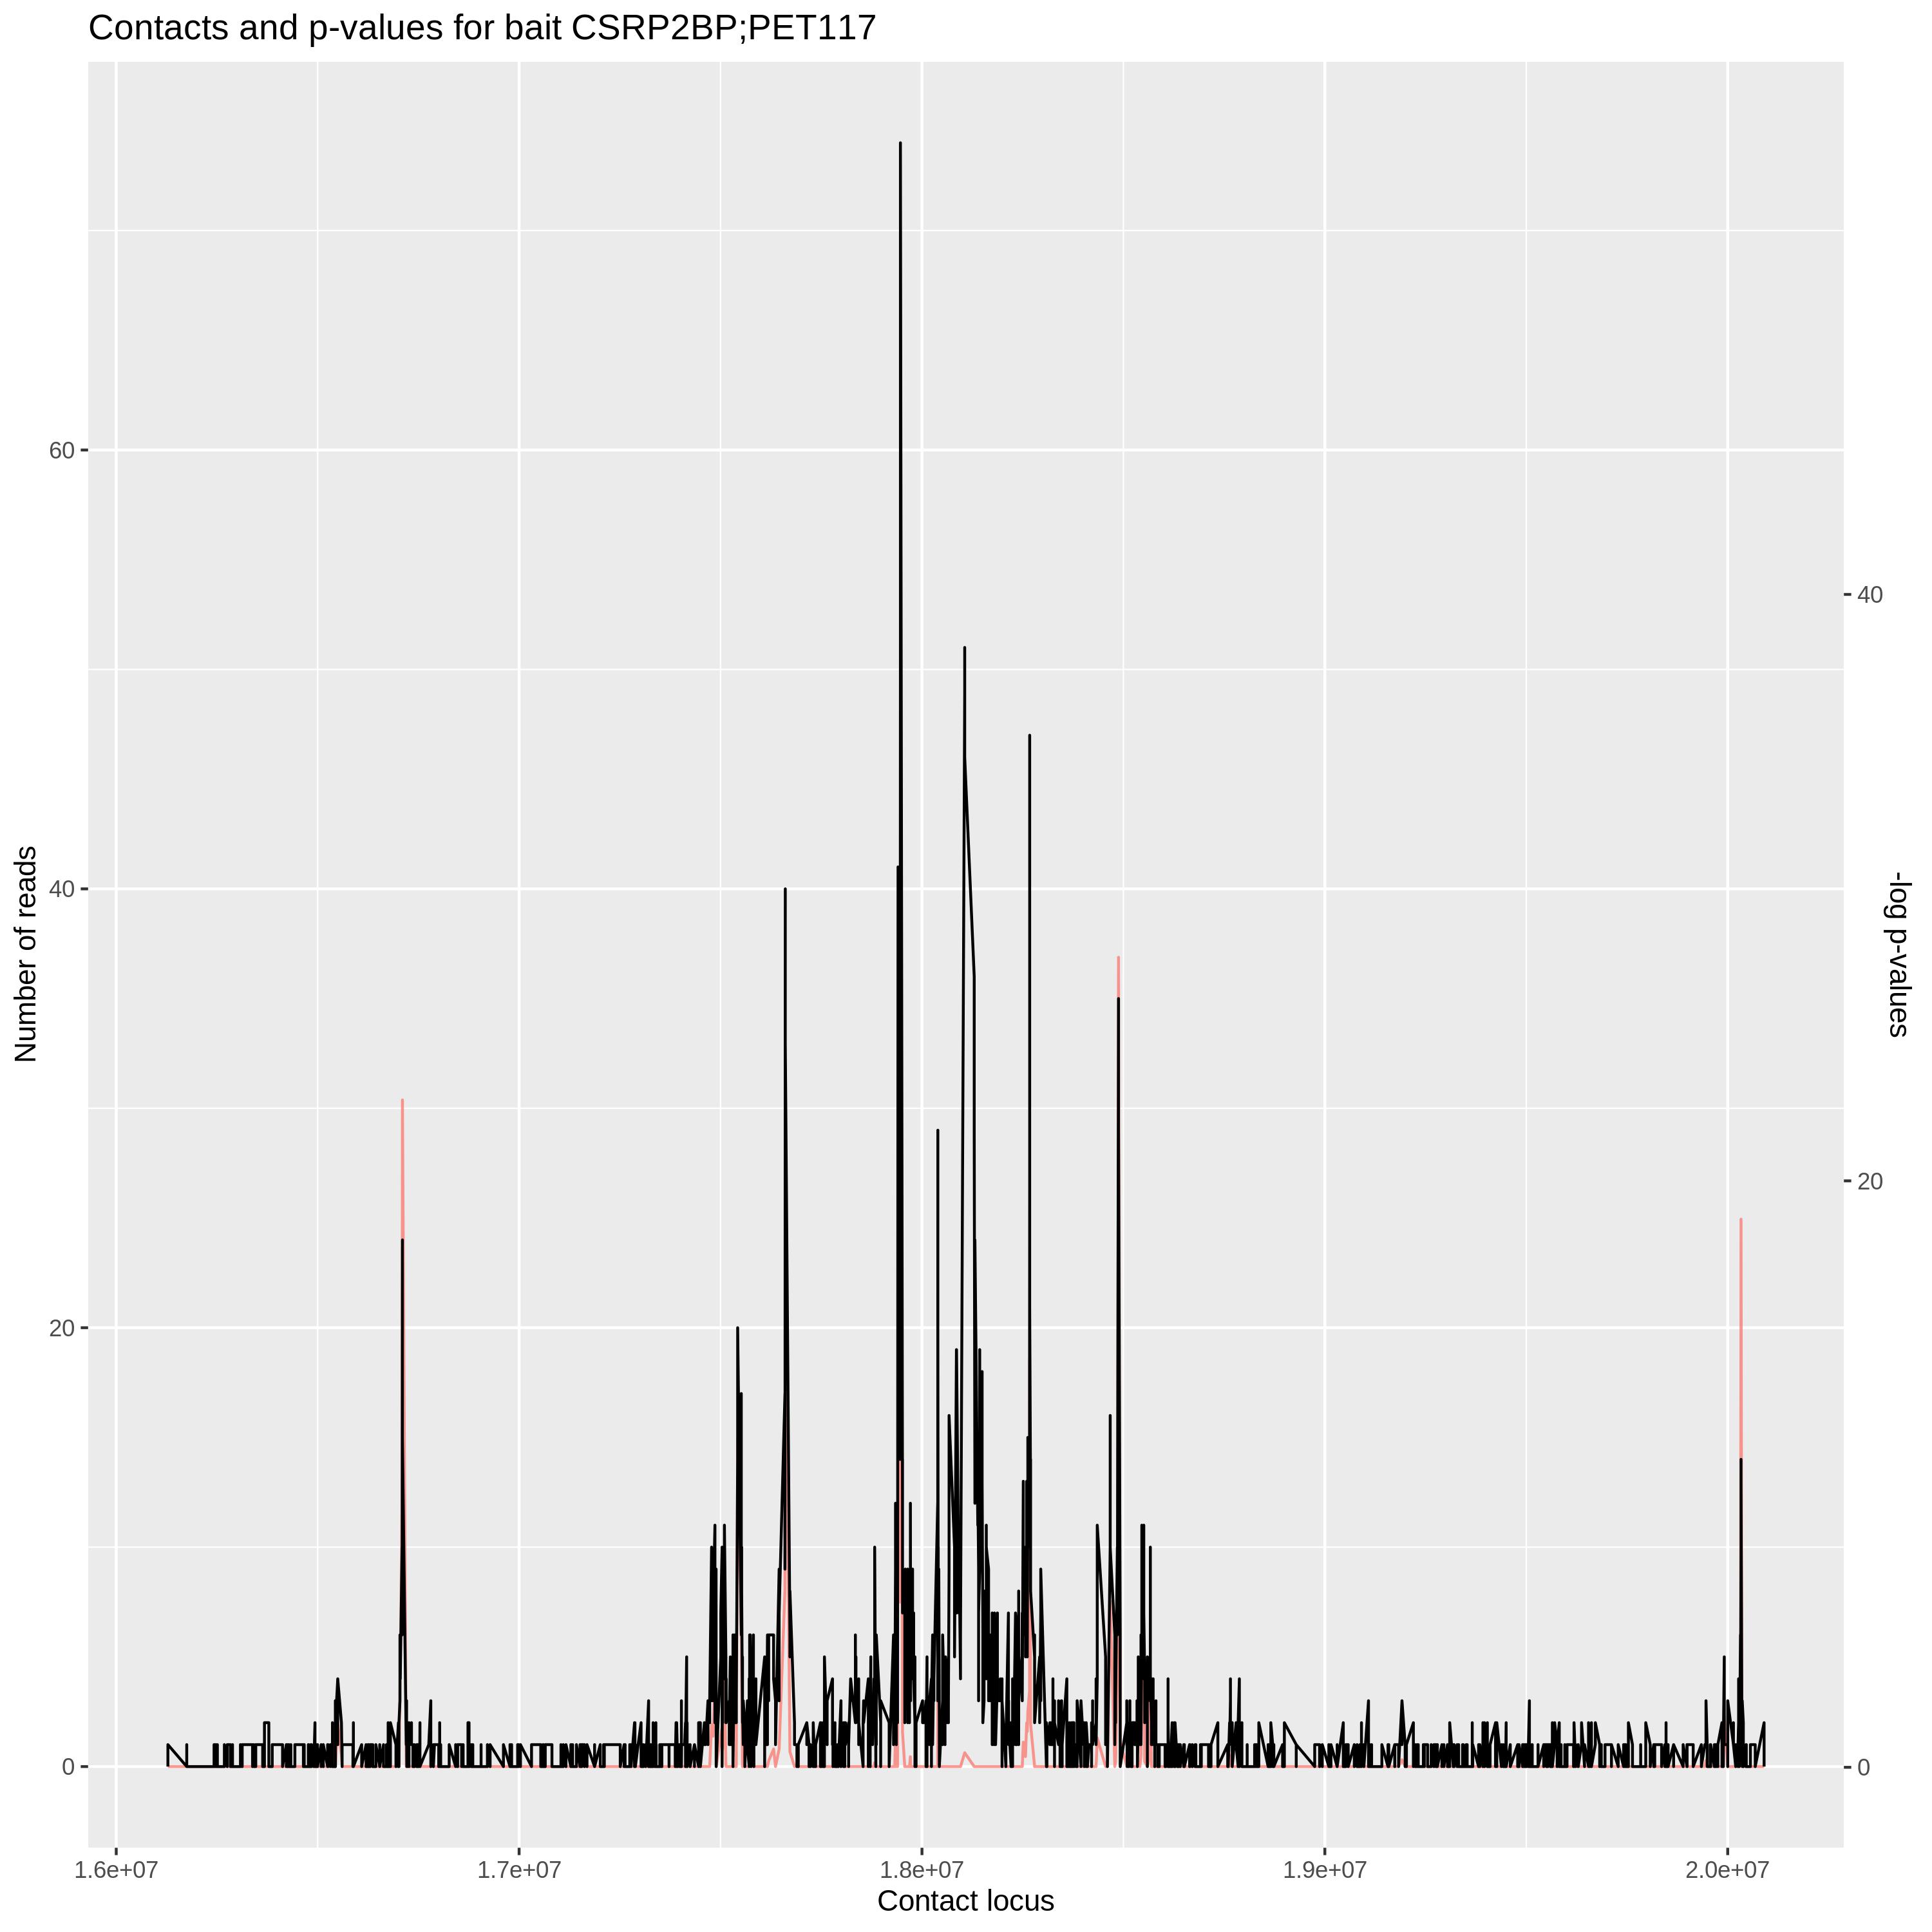 Contacts and p-values for bait CSRP2BP;PET117
Number of reads
60
40
20
0
-log p-values
40
20
0
1.6e+07
1.7e+07
1.8e+07
1.9e+07
2.0e+07
Contact locus